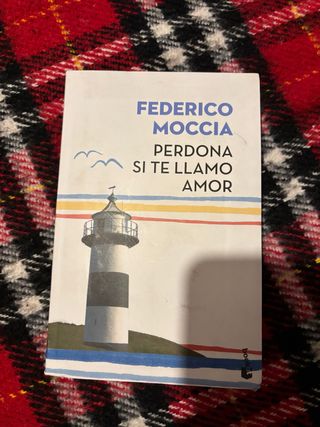 FEDERICO
MOCCIA
PERDONA
SI TE LLAMO
AMOR